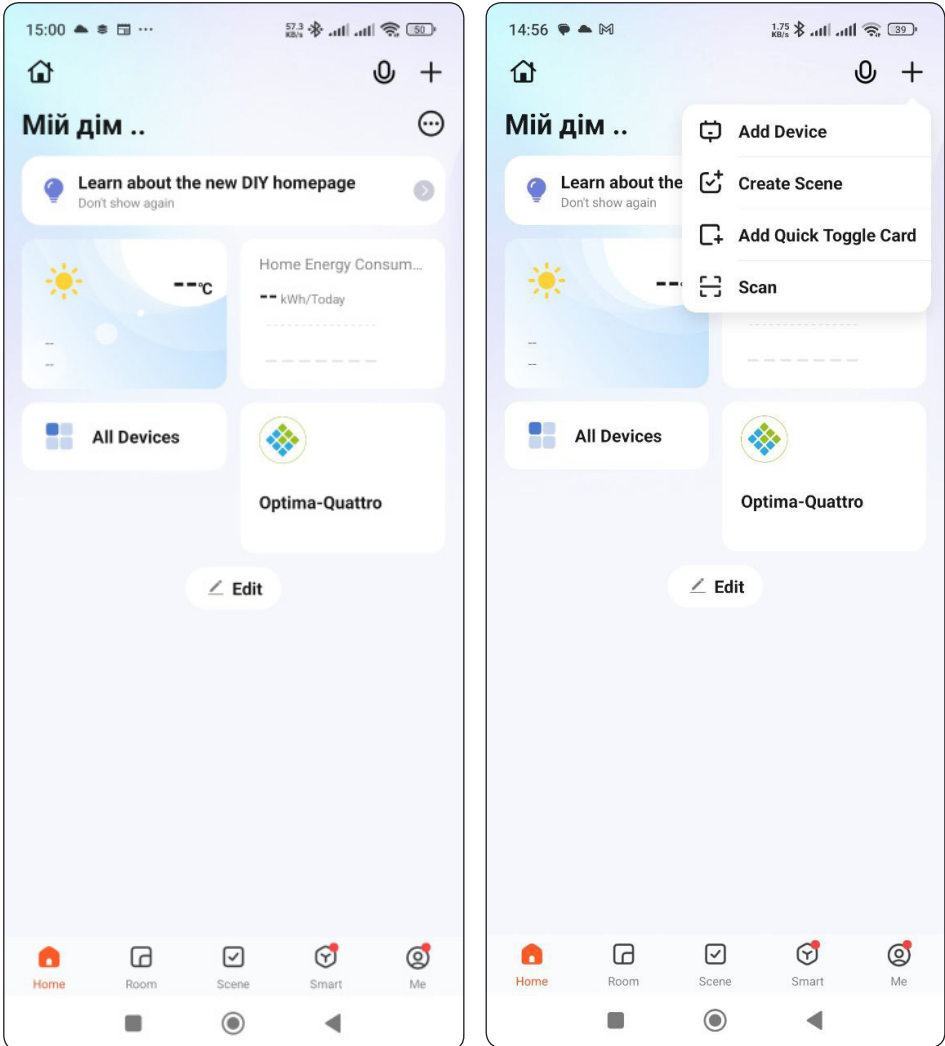 15:00
57.3
KB/s
50
Мій дім ..
Learn about the new DIY homepage
Don't show again
--°C
--
--
Home Energy Consum...
-- kWh/Today
All Devices
Optima-Quattro
Edit
Home
Room
Scene
Smart
Me
14:56
1.75
KB/s
39
Мій дім ..
Add Device
Create Scene
Add Quick Toggle Card
Scan
Learn about the
Don't show again
--
--
--
All Devices
Optima-Quattro
Edit
Home
Room
Scene
Smart
Me